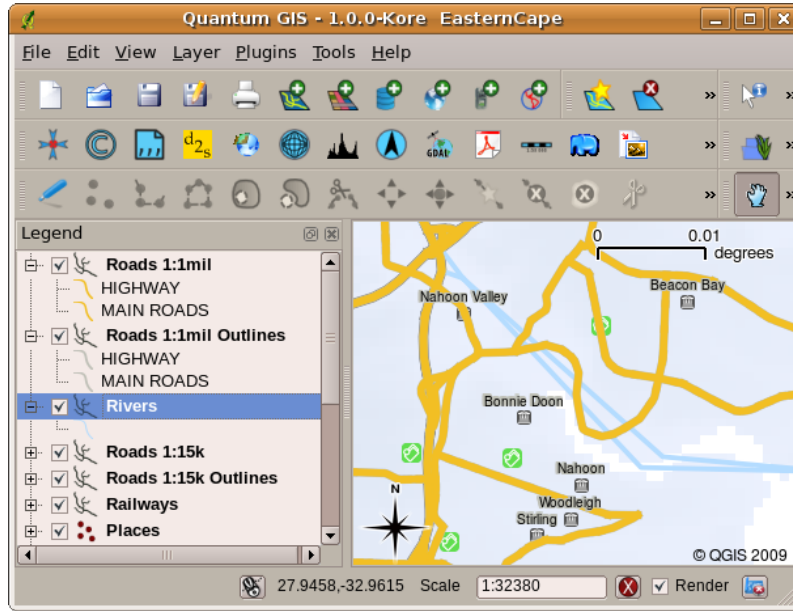 Quantum GIS - 1.0.0-Kore EasternCape
File Edit View Layer Plugins Tools Help
d2s
GDAL
Legend
Roads 1:1mil
HIGHWAY
MAIN ROADS
Roads 1:1mil Outlines
HIGHWAY
MAIN ROADS
Rivers
Roads 1:15k
Roads 1:15k Outlines
Railways
Places
0 0.01
degrees
Beacon Bay
Nahoon Valley
Bonnie Doon
Nahoon
Woodleigh
Stirling
N
© QGIS 2009
27.9458,-32.9615 Scale 1:32380 Render